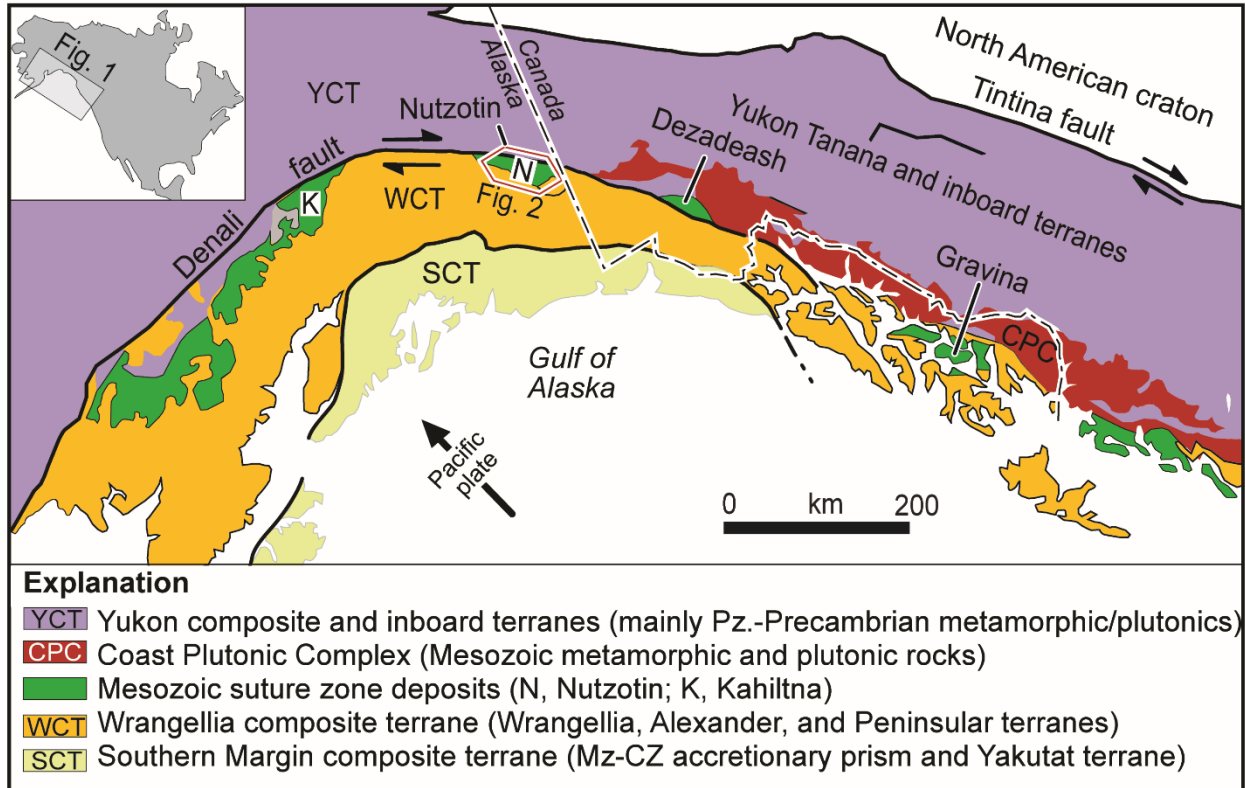 Fig. 1
North American craton
Tintina fault
Canada
Alaska
YCT
Nutzotin
Yukon Tanana and inboard terranes
Dezadeash
Denali fault
N
K
WCT
Fig. 2
Gravina
SCT
CPC
Gulf of
Alaska
Pacific
plate
0 km 200
Explanation
YCT Yukon composite and inboard terranes (mainly Pz.-Precambrian metamorphic/plutonics)
CPC Coast Plutonic Complex (Mesozoic metamorphic and plutonic rocks)
Mesozoic suture zone deposits (N, Nutzotin; K, Kahiltna)
WCT Wrangellia composite terrane (Wrangellia, Alexander, and Peninsular terranes)
SCT Southern Margin composite terrane (Mz-CZ accretionary prism and Yakutat terrane)